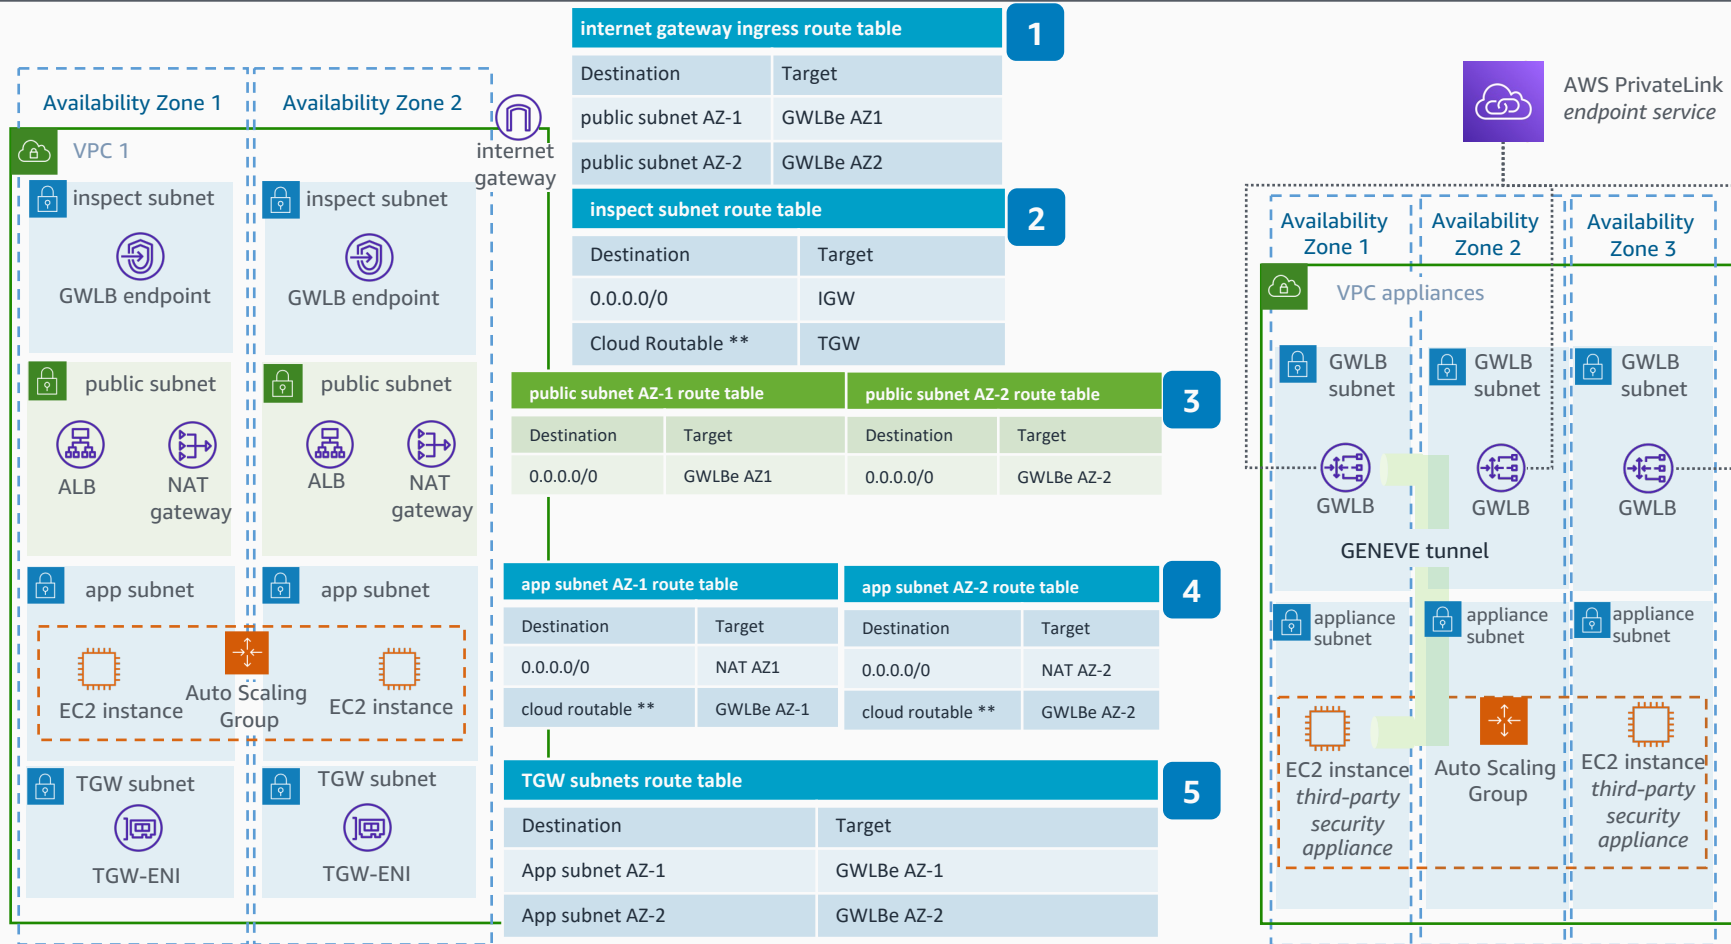 Availability Zone 1
Availability Zone 2
VPC 1
internet
gateway
inspect subnet
inspect subnet
GWLB endpoint
GWLB endpoint
public subnet
public subnet
ALB
NAT
gateway
ALB
NAT
gateway
app subnet
app subnet
EC2 instance
Auto Scaling
Group
EC2 instance
TGW subnet
TGW subnet
TGW-ENI
TGW-ENI
internet gateway ingress route table
1
Destination Target
public subnet AZ-1 GWLBe AZ1
public subnet AZ-2 GWLBe AZ2
inspect subnet route table
2
Destination Target
0.0.0.0/0 IGW
Cloud Routable ** TGW
public subnet AZ-1 route table public subnet AZ-2 route table
3
Destination Target Destination Target
0.0.0.0/0 GWLBe AZ1 0.0.0.0/0 GWLBe AZ-2
app subnet AZ-1 route table app subnet AZ-2 route table
4
Destination Target Destination Target
0.0.0.0/0 NAT AZ1 0.0.0.0/0 NAT AZ-2
cloud routable ** GWLBe AZ-1 cloud routable ** GWLBe AZ-2
TGW subnets route table
5
Destination Target
App subnet AZ-1 GWLBe AZ-1
App subnet AZ-2 GWLBe AZ-2
AWS PrivateLink
endpoint service
Availability
Zone 1
Availability
Zone 2
Availability
Zone 3
VPC appliances
GWLB
subnet
GWLB
subnet
GWLB
subnet
GWLB
GWLB
GWLB
GENEVE tunnel
appliance
subnet
appliance
subnet
appliance
subnet
EC2 instance
third-party
security
appliance
Auto Scaling
Group
EC2 instance
third-party
security
appliance